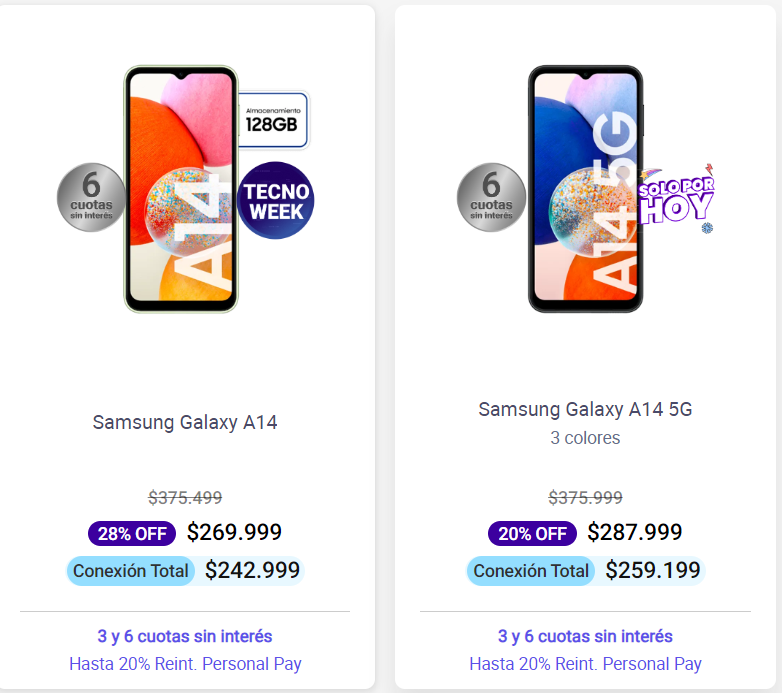 6
cuotas
sin interés
A14
Almacenamiento
128GB
TECNO
WEEK
Samsung Galaxy A14
$375.499
28% OFF $269.999
Conexión Total $242.999
3 y 6 cuotas sin interés
Hasta 20% Reint. Personal Pay
6
cuotas
sin interés
A14 5G
SOLO POR
HOY
Samsung Galaxy A14 5G
3 colores
$375.999
20% OFF $287.999
Conexión Total $259.199
3 y 6 cuotas sin interés
Hasta 20% Reint. Personal Pay